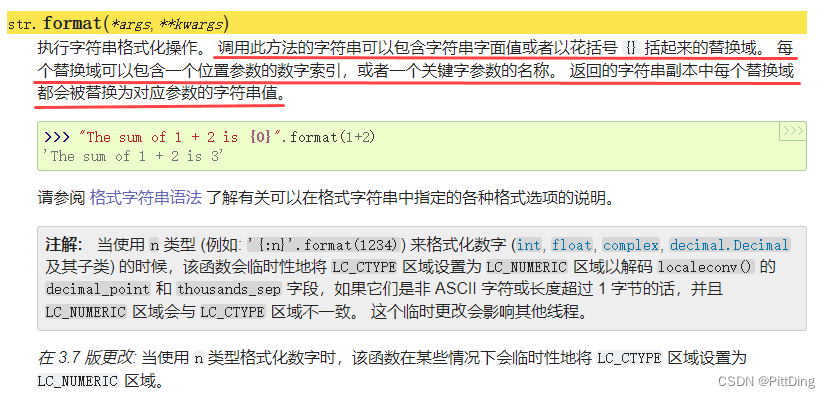 str.format(*args,**kwargs)
执行字符串格式化操作。 调用此方法的字符串可以包含字符串字面值或者以花括号 {} 括起来的替换域。 每
个替换域可以包含一个位置参数的数字索引，或者一个关键字参数的名称。 返回的字符串副本中每个替换域
都会被替换为对应参数的字符串值。
>>>
>>> "The sum of 1 + 2 is {0}".format(1+2)
'The sum of 1 + 2 is 3'
请参阅 格式字符串语法 了解有关可以在格式字符串中指定的各种格式选项的说明。
注解： 当使用 n 类型 (例如: '{:n}'.format(1234)) 来格式化数字 (int, float, complex, decimal.Decimal
及其子类) 的时候，该函数会临时性地将 LC_CTYPE 区域设置为 LC_NUMERIC 区域以解码 localeconv() 的
decimal_point 和 thousands_sep 字段，如果它们是非 ASCII 字符或长度超过 1 字节的话，并且
LC_NUMERIC 区域会与 LC_CTYPE 区域不一致。 这个临时更改会影响其他线程。
在 3.7 版更改: 当使用 n 类型格式化数字时，该函数在某些情况下会临时性地将 LC_CTYPE 区域设置为
LC_NUMERIC 区域。
CSDN @PittDing